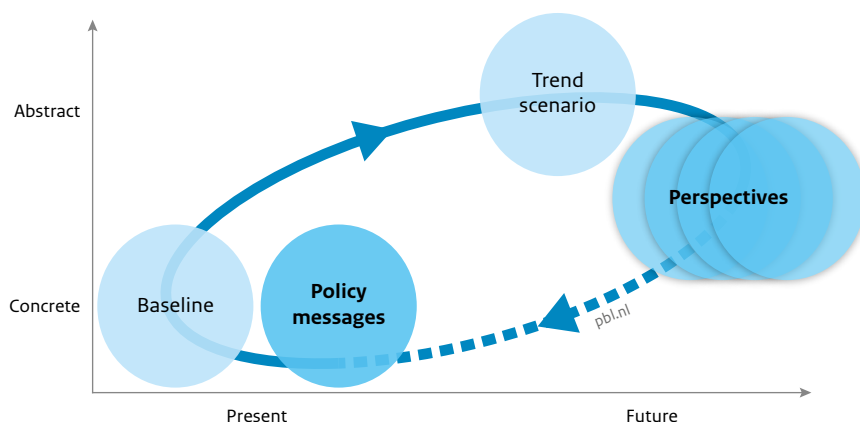 Trend
scenario
Abstract
Perspectives
Baseline
Policy
messages
Concrete
pbl.nl
Present
Future